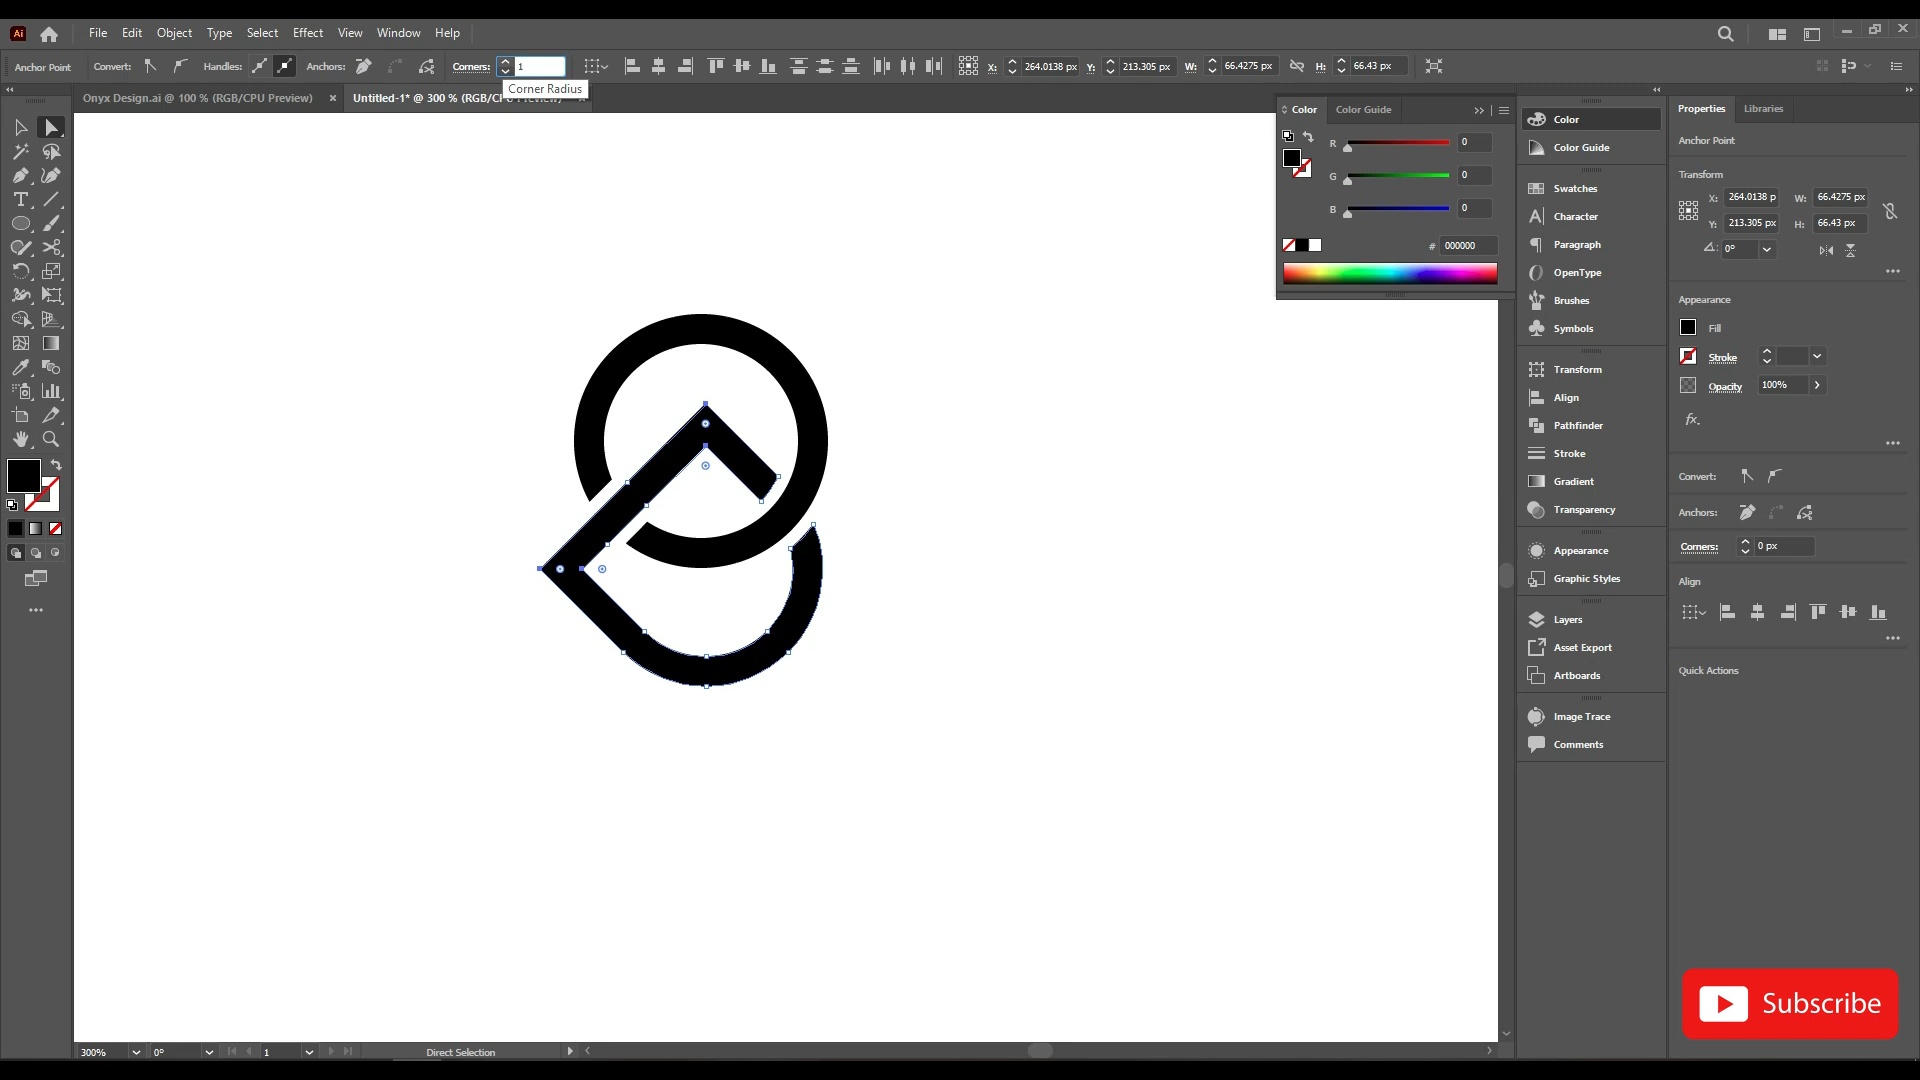 Ai File Edit Object Type Select Effect View Window Help
Anchor Point Convert: Handles: Anchors: Corners: 1 X: 264.0138 px Y: 213.305 px W: 66.4275 px H: 66.43 px
Corner Radius
Onyx Design.ai @ 100 % (RGB/CPU Preview) × Untitled-1* @ 300 % (RGB/CPU Preview)
Color Color Guide
R 0
G 0
B 0
# 000000
Color
Color Guide
Swatches
Character
Paragraph
OpenType
Brushes
Symbols
Transform
Align
Pathfinder
Stroke
Gradient
Transparency
Appearance
Graphic Styles
Layers
Asset Export
Artboards
Image Trace
Comments
Properties Libraries
Anchor Point
Transform
X: 264.0138 p W: 66.4275 px
Y: 213.305 px H: 66.43 px
0°
Appearance
Fill
Stroke
Opacity 100%
fx.
Convert:
Anchors:
Corners: 0 px
Align
Quick Actions
Subscribe
300% 0° 1 Direct Selection